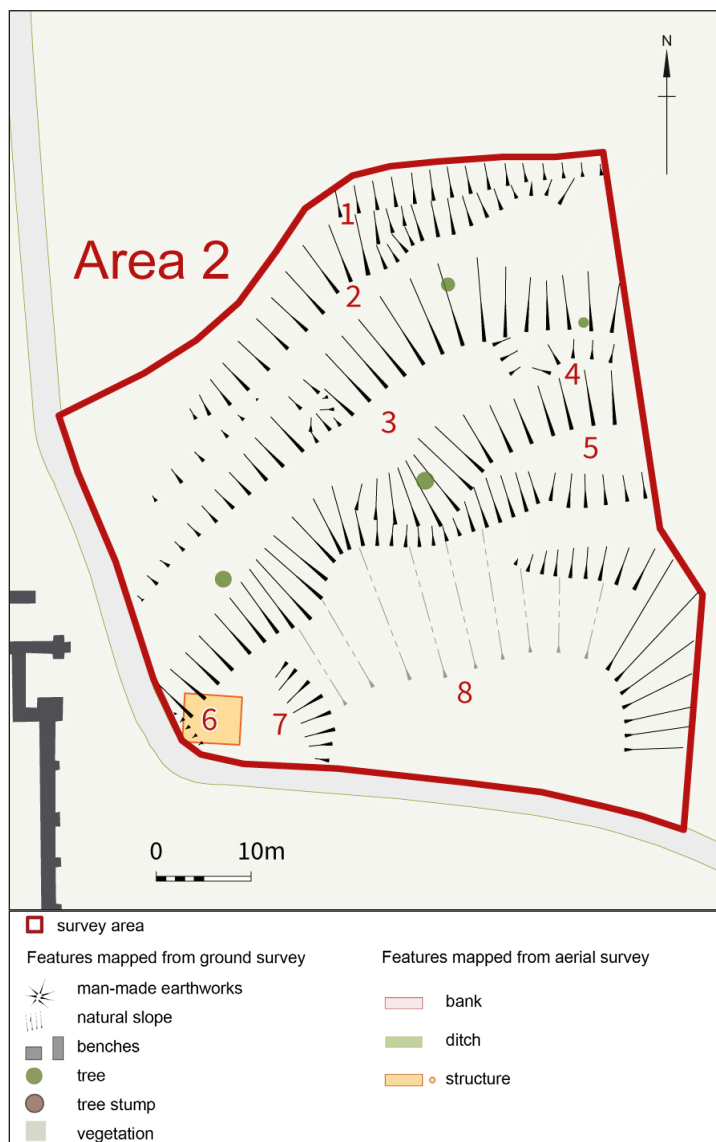 N
1
Area 2
2
4
3
5
6
7
8
0 10m
survey area
Features mapped from ground survey
man-made earthworks
natural slope
benches
tree
tree stump
vegetation
Features mapped from aerial survey
bank
ditch
structure